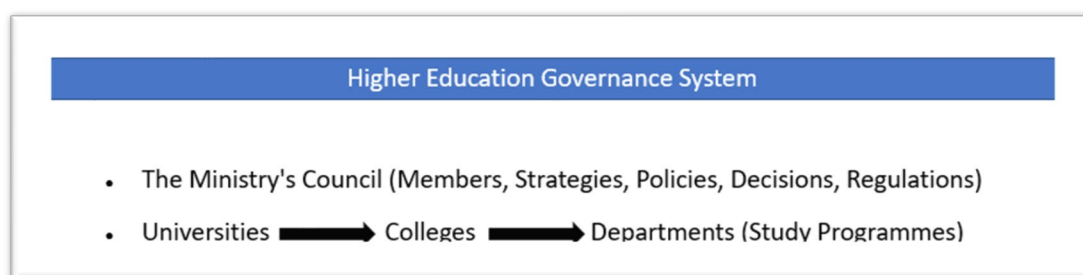 Higher Education Governance System
• The Ministry's Council (Members, Strategies, Policies, Decisions, Regulations)
• Universities → Colleges → Departments (Study Programmes)